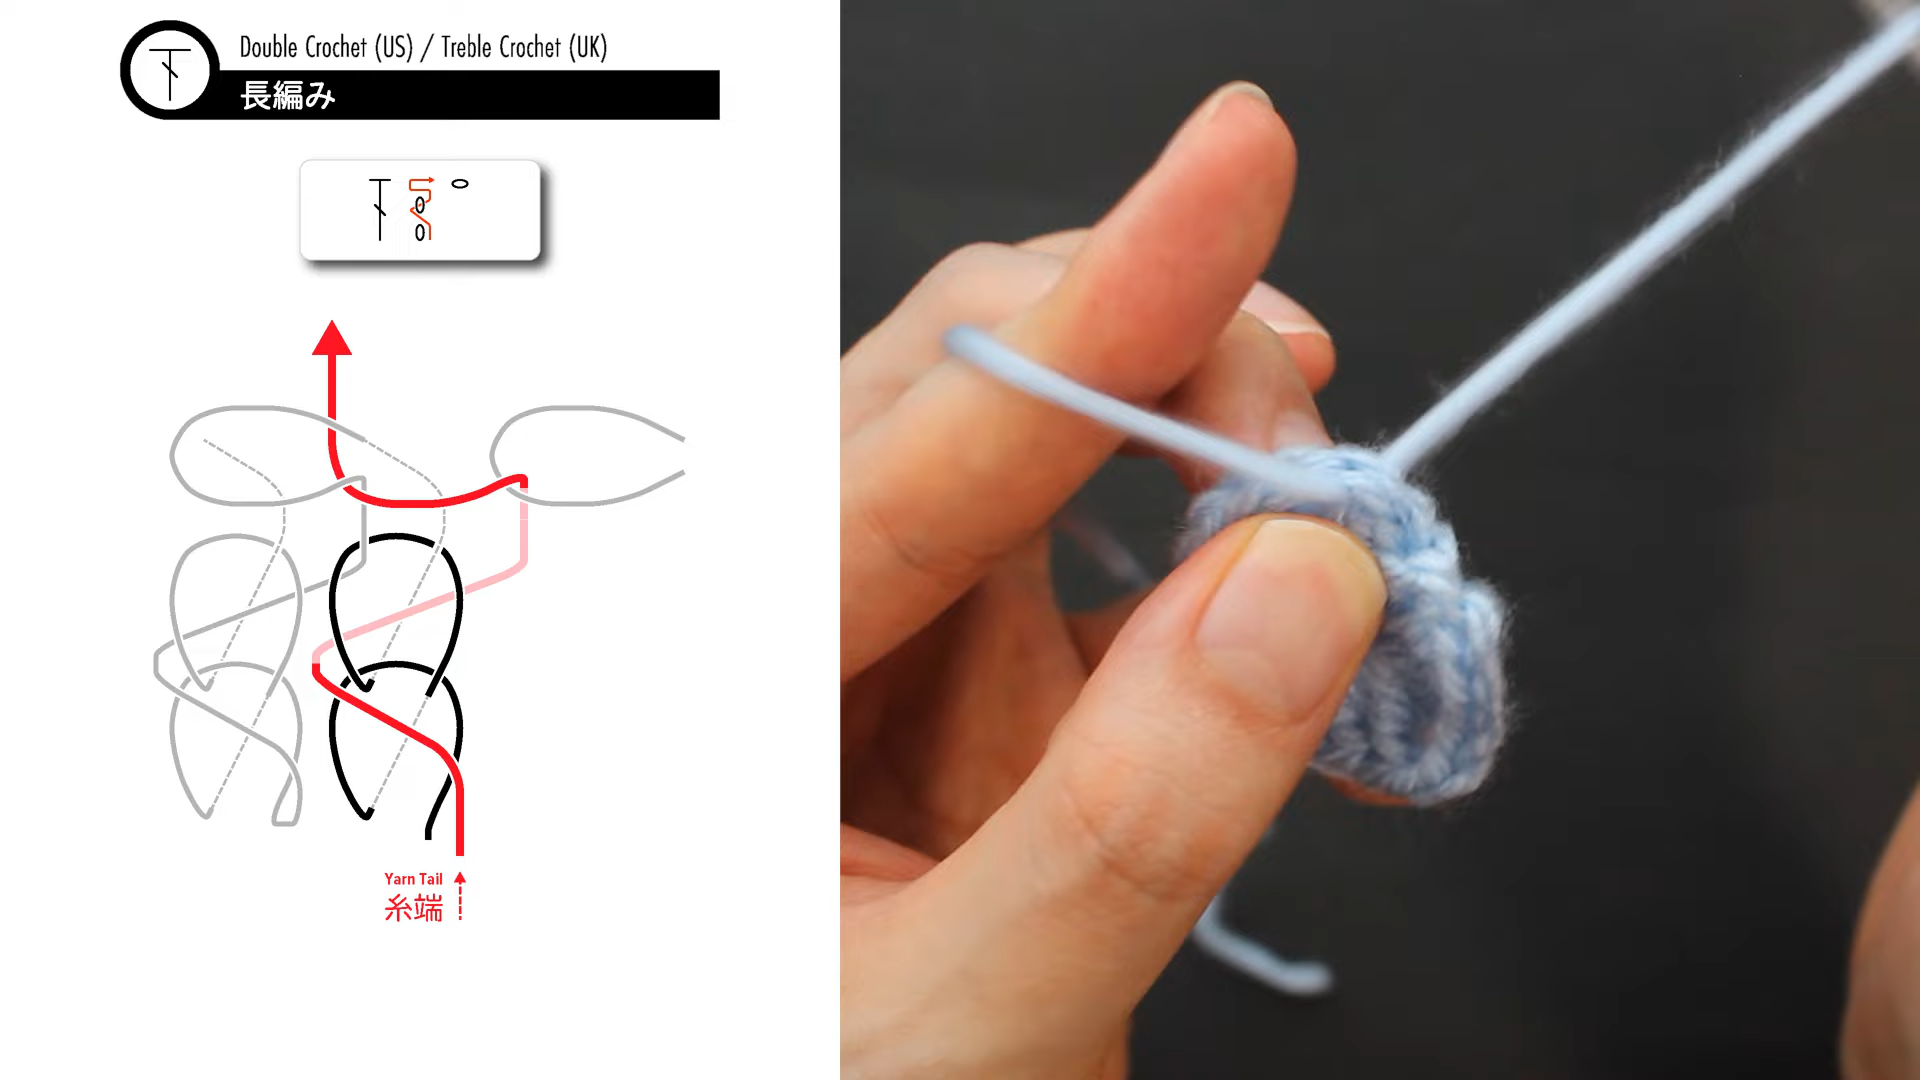 Double Crochet (US) / Treble Crochet (UK)
長編み
Yarn Tail
糸端